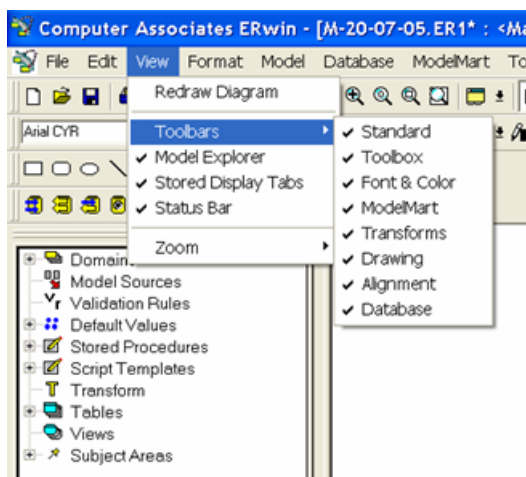 Computer Associates ERwin - [M-20-07-05.ER1* : <Ma
File Edit View Format Model Database ModelMart To
Redraw Diagram
Arial CYR
Toolbars
Model Explorer
Stored Display Tabs
Status Bar
Zoom
Standard
Toolbox
Font & Color
ModelMart
Transforms
Drawing
Alignment
Database
Domain
Model Sources
Validation Rules
Default Values
Stored Procedures
Script Templates
Transform
Tables
Views
Subject Areas